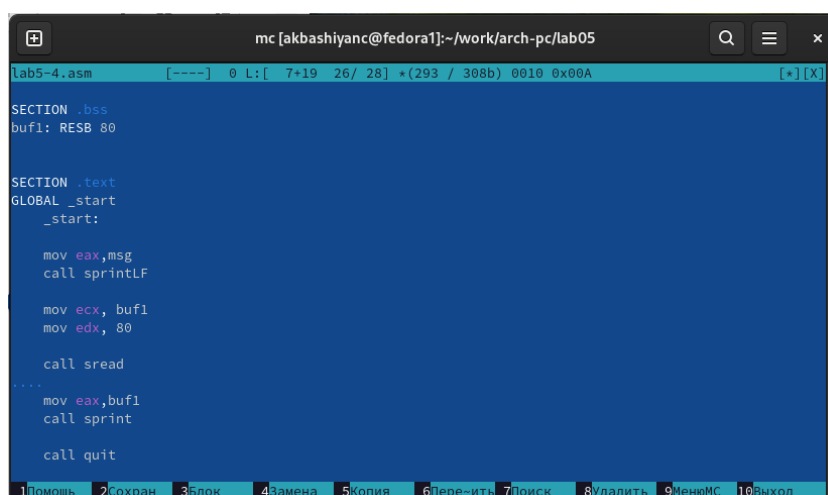 mc [akbashiyanc@fedora1]:~/work/arch-pc/lab05
lab5-4.asm [----] 0 L:[ 7+19 26/ 28] *(293 / 308b) 0010 0x00A [*][X]
SECTION .bss
buf1: RESB 80
SECTION .text
GLOBAL _start
_start:
mov eax,msg
call sprintLF
mov ecx, buf1
mov edx, 80
call sread
....
mov eax,buf1
call sprint
call quit
1Помощь 2Сохран 3Блок 4Замена 5Копия 6Пере~ить 7Поиск 8Удалить 9МенюMC 10Выход